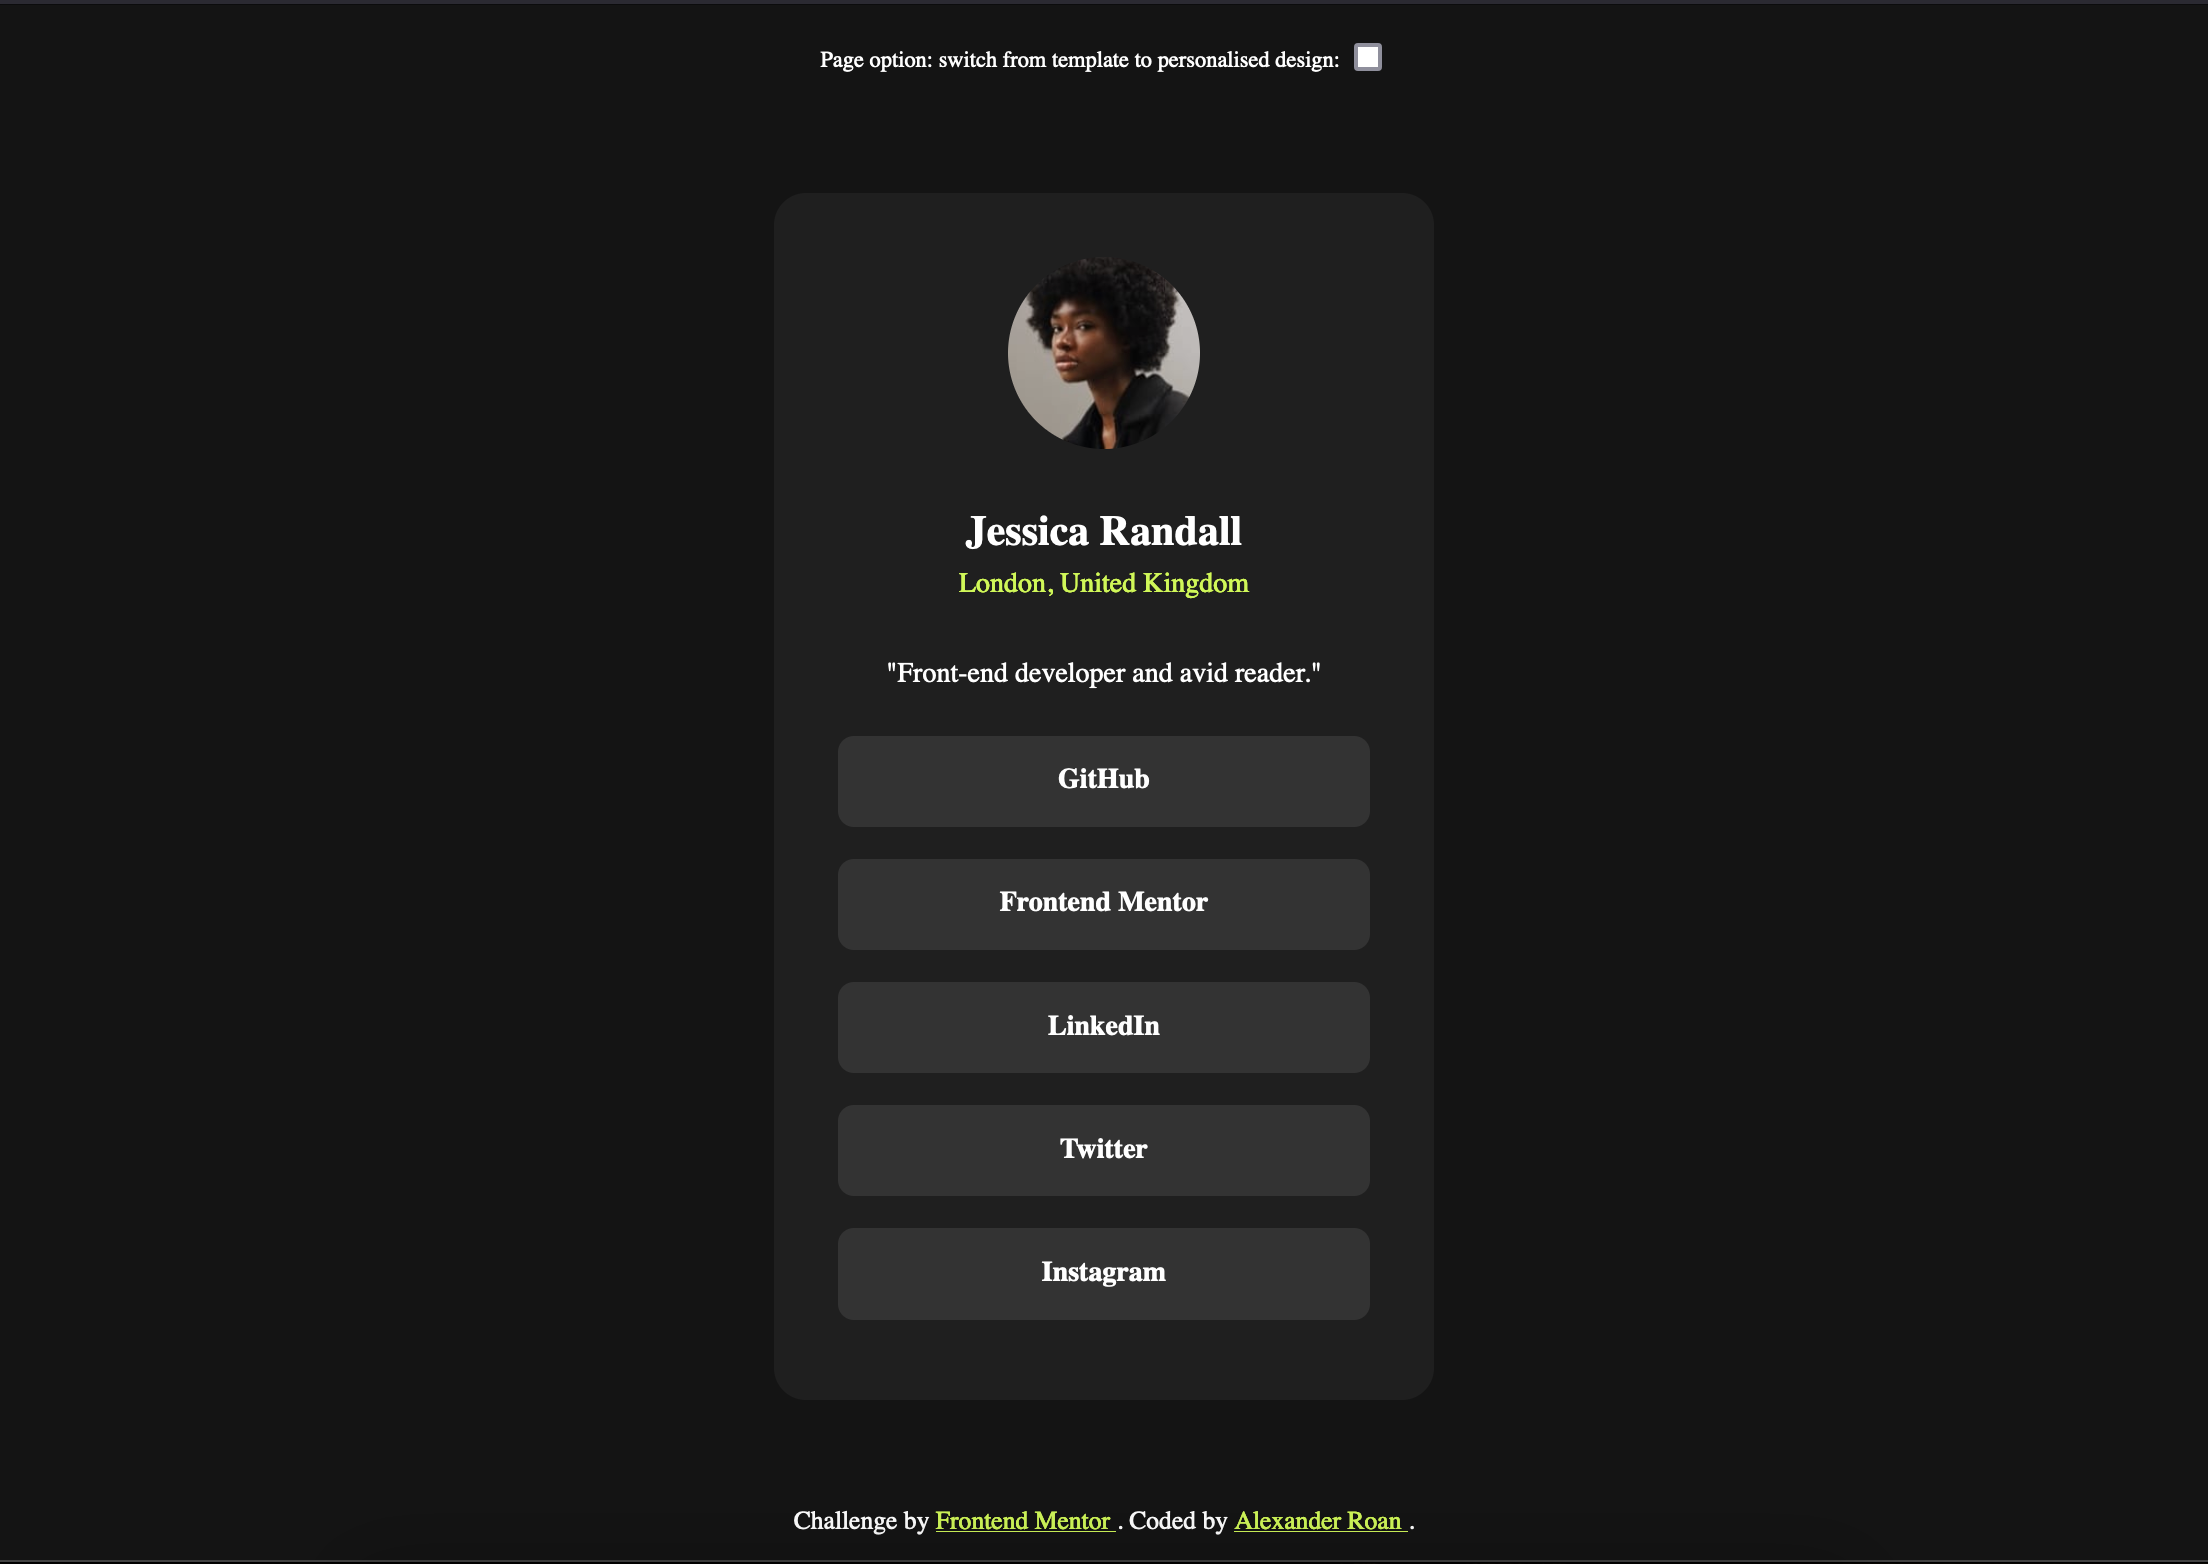 Page option: switch from template to personalised design:
Jessica Randall
London, United Kingdom
"Front-end developer and avid reader."
GitHub
Frontend Mentor
LinkedIn
Twitter
Instagram
Challenge by Frontend Mentor . Coded by Alexander Roan .